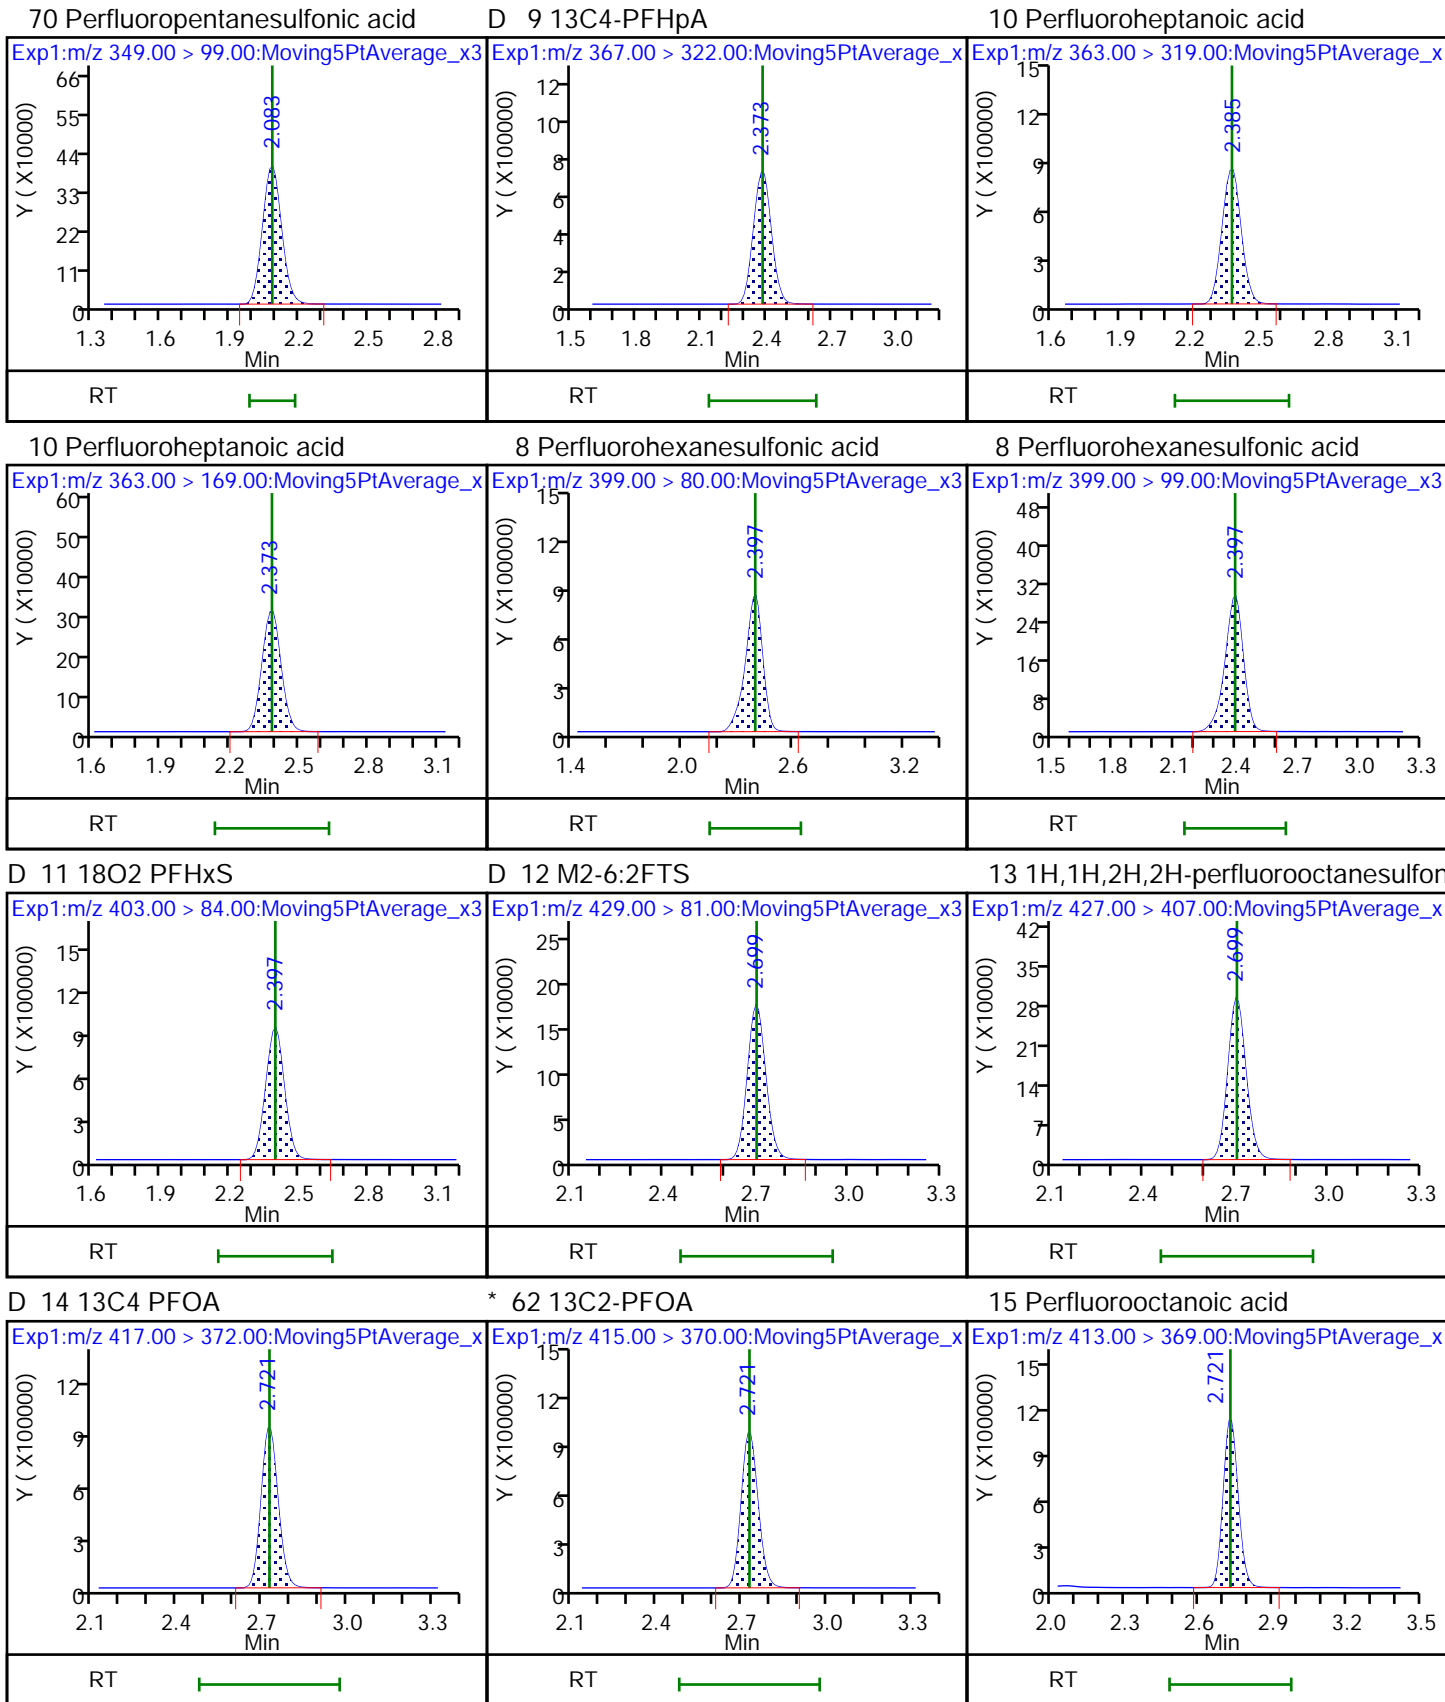 70 Perfluoropentanesulfonic acid
Exp1:m/z 349.00 > 99.00:Moving5PtAverage_x3
Y ( X10000)
66
55
44
33
22
11
0
2.083
1.3 1.6 1.9 2.2 2.5 2.8
Min
RT
D 9 13C4-PFHpA
Exp1:m/z 367.00 > 322.00:Moving5PtAverage_x
Y ( X100000)
12
10
8
6
4
2
0
2.373
1.5 1.8 2.1 2.4 2.7 3.0
Min
RT
10 Perfluoroheptanoic acid
Exp1:m/z 363.00 > 319.00:Moving5PtAverage_x
Y ( X100000)
15
12
9
6
3
0
2.385
1.6 1.9 2.2 2.5 2.8 3.1
Min
RT
10 Perfluoroheptanoic acid
Exp1:m/z 363.00 > 169.00:Moving5PtAverage_x
Y ( X10000)
60
50
40
30
20
10
0
2.373
1.6 1.9 2.2 2.5 2.8 3.1
Min
RT
8 Perfluorohexanesulfonic acid
Exp1:m/z 399.00 > 80.00:Moving5PtAverage_x3
Y ( X100000)
15
12
9
6
3
0
2.397
1.4 2.0 2.6 3.2
Min
RT
8 Perfluorohexanesulfonic acid
Exp1:m/z 399.00 > 99.00:Moving5PtAverage_x3
Y ( X10000)
48
40
32
24
16
8
0
2.397
1.5 1.8 2.1 2.4 2.7 3.0 3.3
Min
RT
D 11 18O2 PFHxS
Exp1:m/z 403.00 > 84.00:Moving5PtAverage_x3
Y ( X100000)
15
12
9
6
3
0
2.397
1.6 1.9 2.2 2.5 2.8 3.1
Min
RT
D 12 M2-6:2FTS
Exp1:m/z 429.00 > 81.00:Moving5PtAverage_x3
Y ( X10000)
25
20
15
10
5
0
2.699
2.1 2.4 2.7 3.0 3.3
Min
RT
13 1H,1H,2H,2H-perfluorooctanesulfon
Exp1:m/z 427.00 > 407.00:Moving5PtAverage_x
Y ( X10000)
42
35
28
21
14
7
0
2.699
2.1 2.4 2.7 3.0 3.3
Min
RT
D 14 13C4 PFOA
Exp1:m/z 417.00 > 372.00:Moving5PtAverage_x
Y ( X100000)
12
9
6
3
0
2.721
2.1 2.4 2.7 3.0 3.3
Min
RT
* 62 13C2-PFOA
Exp1:m/z 415.00 > 370.00:Moving5PtAverage_x
Y ( X100000)
15
12
9
6
3
0
2.721
2.1 2.4 2.7 3.0 3.3
Min
RT
15 Perfluorooctanoic acid
Exp1:m/z 413.00 > 369.00:Moving5PtAverage_x
Y ( X100000)
15
12
9
6
3
0
2.721
2.0 2.3 2.6 2.9 3.2 3.5
Min
RT